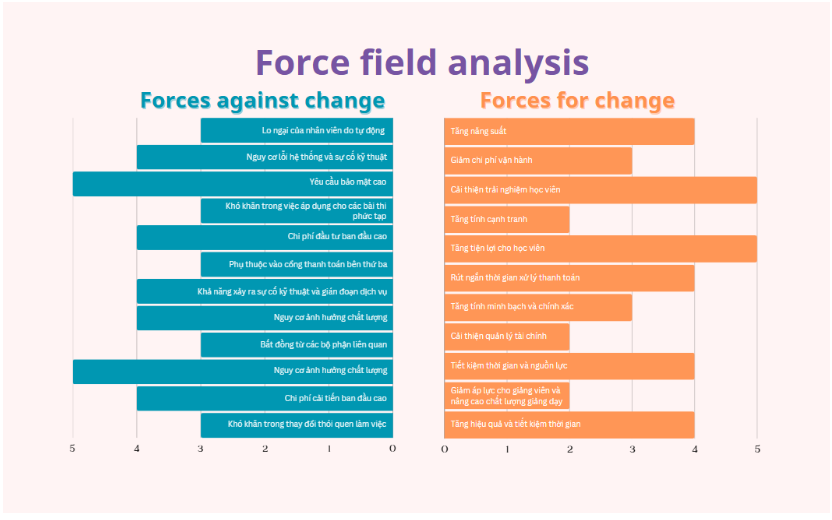 Force field analysis
Forces against change
Lo ngại của nhân viên do tự động
Nguy cơ lỗi hệ thống và sự cố kỹ thuật
Yêu cầu bảo mật cao
Khó khăn trong việc áp dụng cho các bài thi
phức tạp
Chi phí đầu tư ban đầu cao
Phụ thuộc vào cổng thanh toán bên thứ ba
Khả năng xảy ra sự cố kỹ thuật và gián đoạn dịch vụ
Nguy cơ ảnh hưởng chất lượng
Bất đồng từ các bộ phận liên quan
Nguy cơ ảnh hưởng chất lượng
Chi phí cải tiến ban đầu cao
Khó khăn trong thay đổi thói quen làm việc
5 4 3 2 1 0
Forces for change
Tăng năng suất
Giảm chi phí vận hành
Cải thiện trải nghiệm học viên
Tăng tính cạnh tranh
Tăng tiện lợi cho học viên
Rút ngắn thời gian xử lý thanh toán
Tăng tính minh bạch và chính xác
Cải thiện quản lý tài chính
Tiết kiệm thời gian và nguồn lực
Giảm áp lực cho giảng viên và
nâng cao chất lượng giảng dạy
Tăng hiệu quả và tiết kiệm thời gian
0 1 2 3 4 5